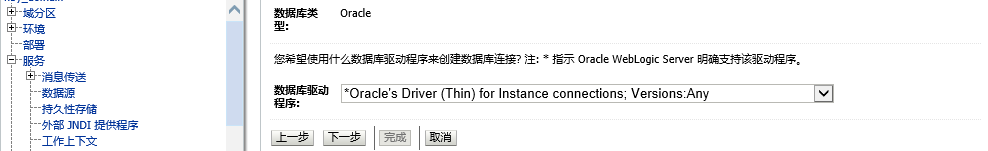 域分区
环境
部署
服务
消息传送
数据源
持久性存储
外部 JNDI 提供程序
工作上下文
数据库类型:
Oracle
您希望使用什么数据库驱动程序来创建数据库连接? 注: * 指示 Oracle WebLogic Server 明确支持该驱动程序。
数据库驱动程序:
*Oracle's Driver (Thin) for Instance connections; Versions:Any
上一步 下一步 完成 取消